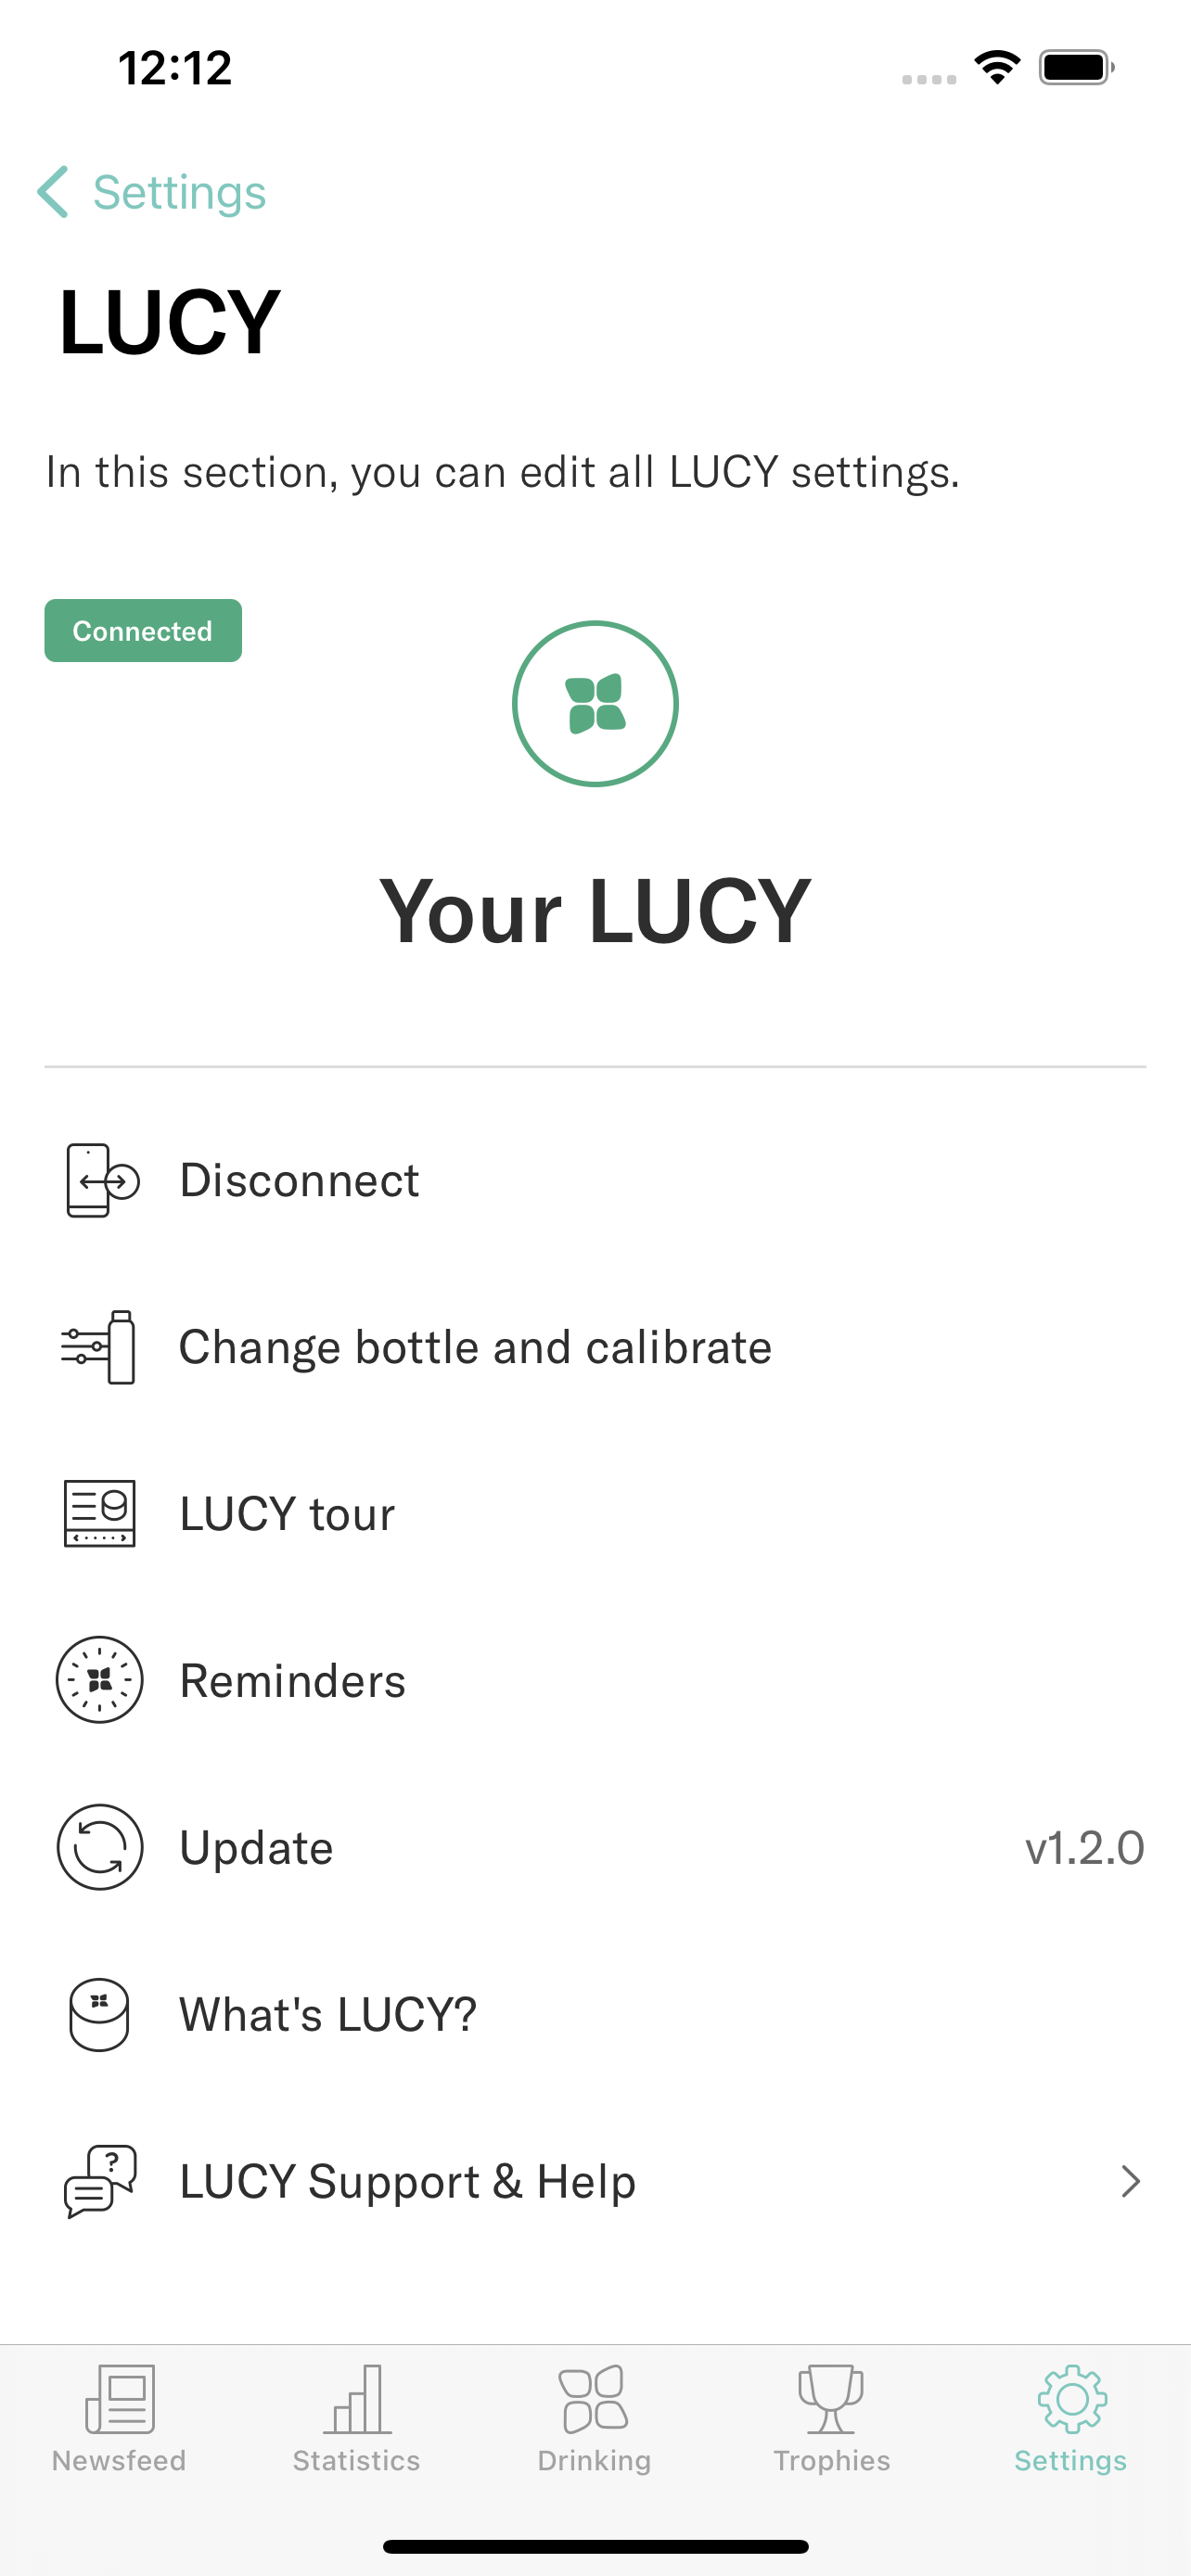 12:12
Settings
LUCY
In this section, you can edit all LUCY settings.
Connected
Your LUCY
Disconnect
Change bottle and calibrate
LUCY tour
Reminders
Update v1.2.0
What's LUCY?
? LUCY Support & Help
Newsfeed Statistics Drinking Trophies Settings